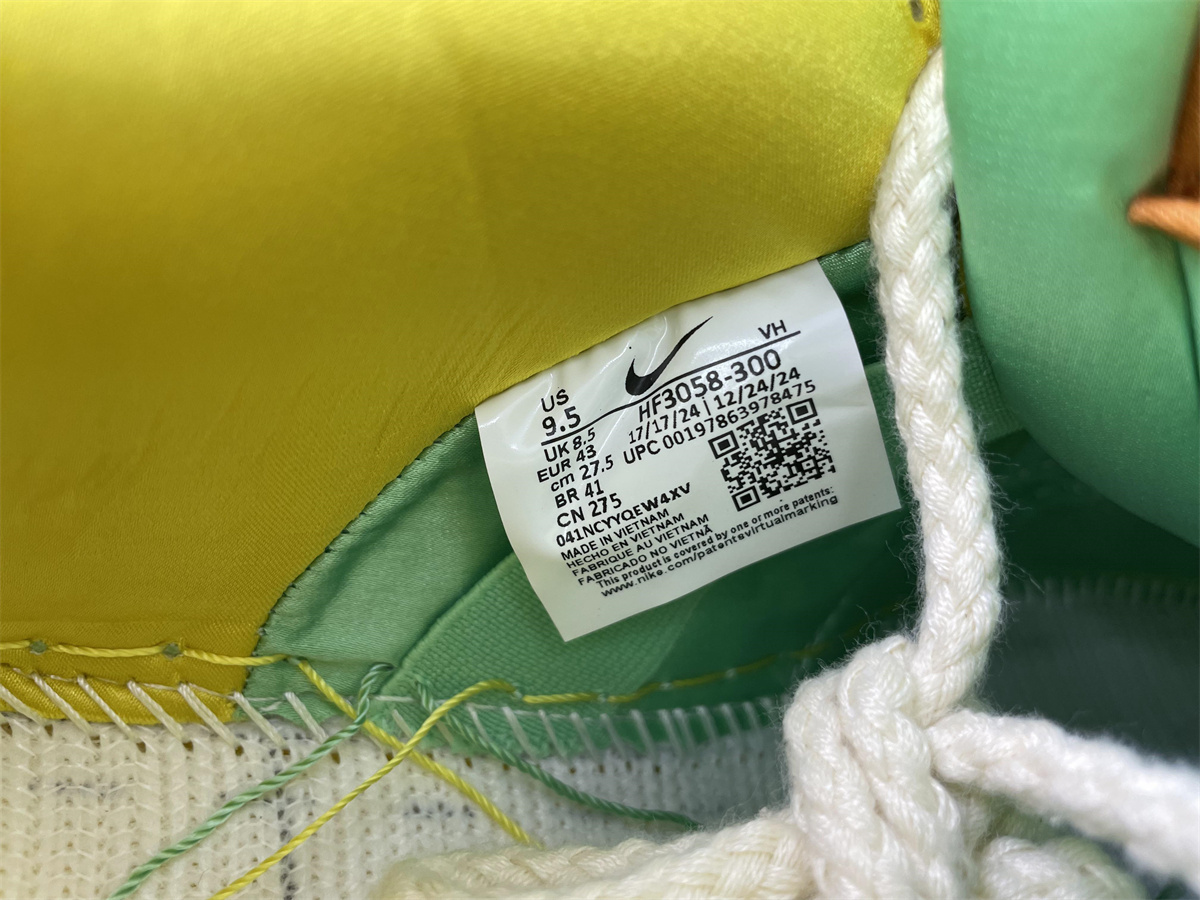 VH
US
9.5
UK 8.5
EUR 43
cm 27.5
BR 41
CN 275
HF3058-300
17/17/24 | 12/24/24
UPC 00197863978475
041NCYYQEW4XV
MADE IN VIETNAM
HECHO EN VIETNAM
FABRIQUE AU VIETNAM
FABRICADO NO VIETNÃ
This product is covered by one or more patents:
www.nike.com/patentsvirtualmarking